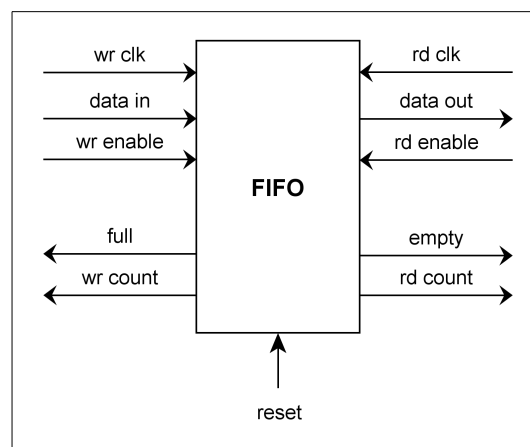 wr clk
rd clk
data in
data out
wr enable
rd enable
FIFO
full
empty
wr count
rd count
reset